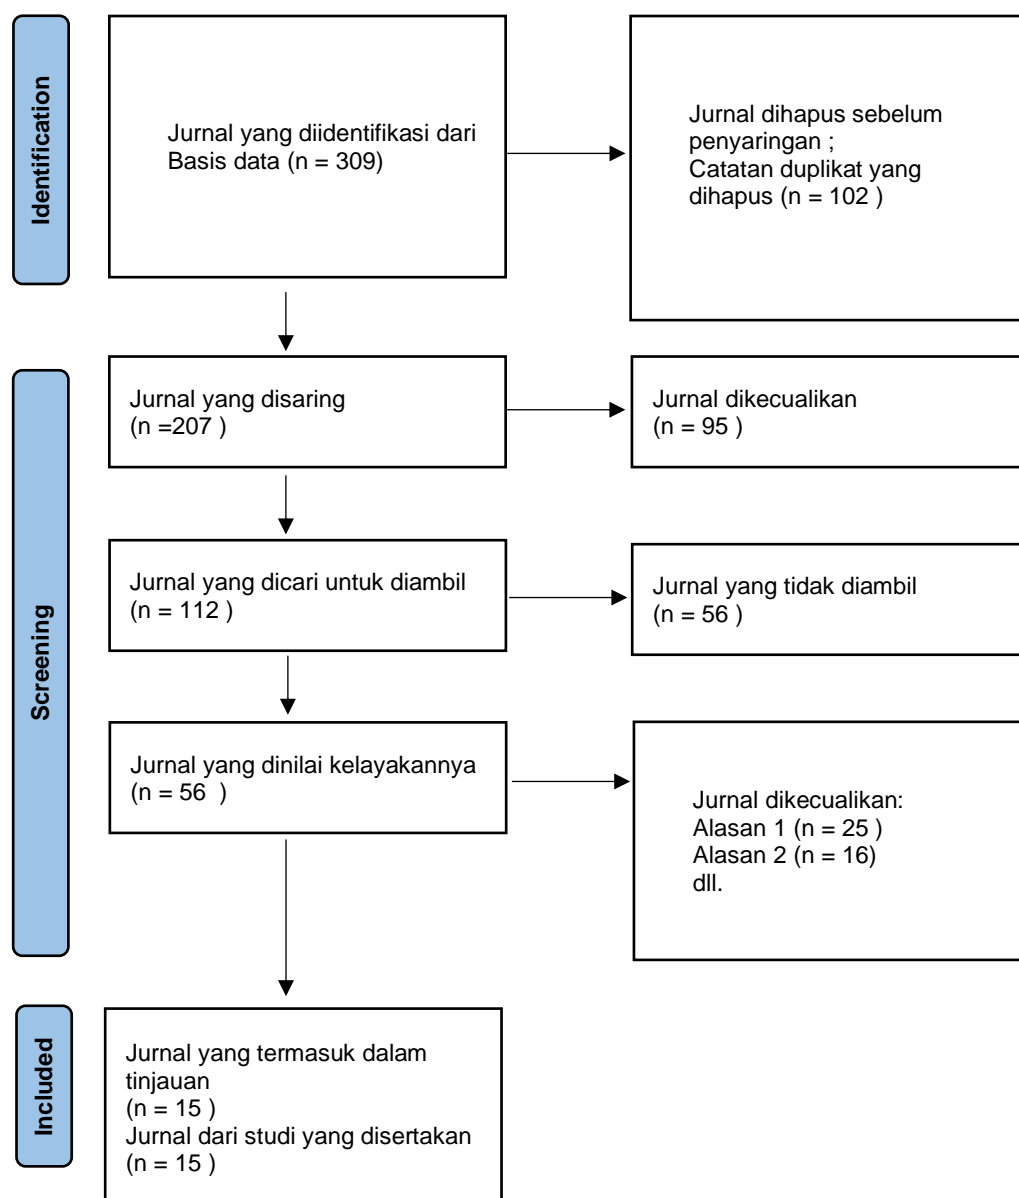 Identification
Jurnal yang diidentifikasi dari
Basis data (n = 309)
Jurnal dihapus sebelum
penyaringan ;
Catatan duplikat yang
dihapus (n = 102 )
Screening
Jurnal yang disaring
(n =207 )
Jurnal dikecualikan
(n = 95 )
Jurnal yang dicari untuk diambil
(n = 112 )
Jurnal yang tidak diambil
(n = 56 )
Jurnal yang dinilai kelayakannya
(n = 56  )
Jurnal dikecualikan:
Alasan 1 (n = 25 )
Alasan 2 (n = 16)
dll.
Included
Jurnal yang termasuk dalam
tinjauan
(n = 15 )
Jurnal dari studi yang disertakan
(n = 15 )